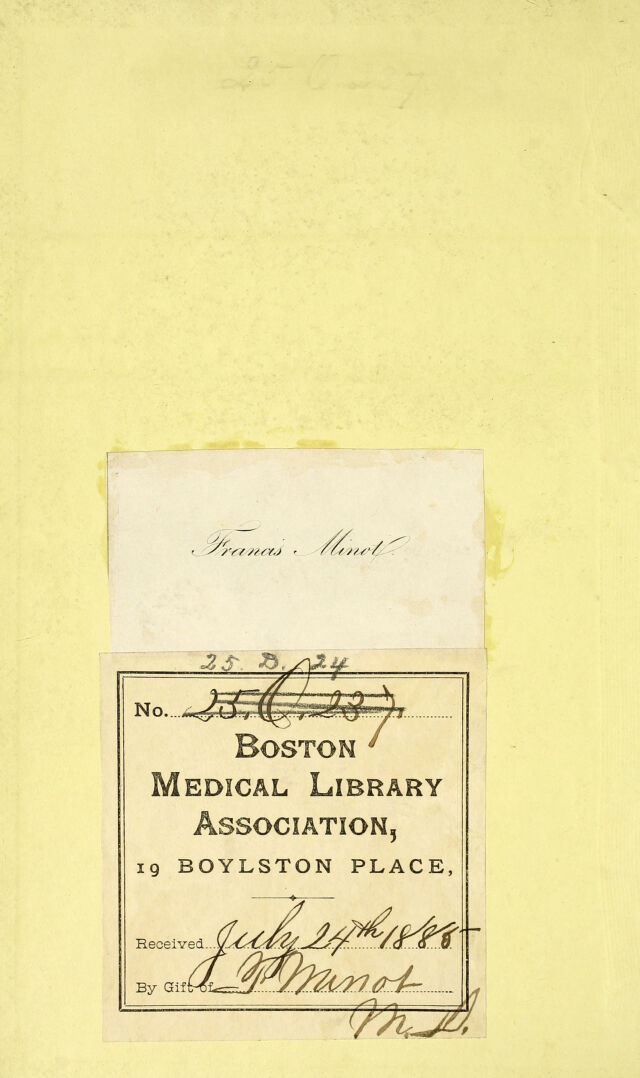 Francis Minot.
25. D. 24
No. 25. C. 237.
BOSTON
MEDICAL LIBRARY
ASSOCIATION,
19 BOYLSTON PLACE,
Received July 24th 1885
By Gift of F Minot
M.D.